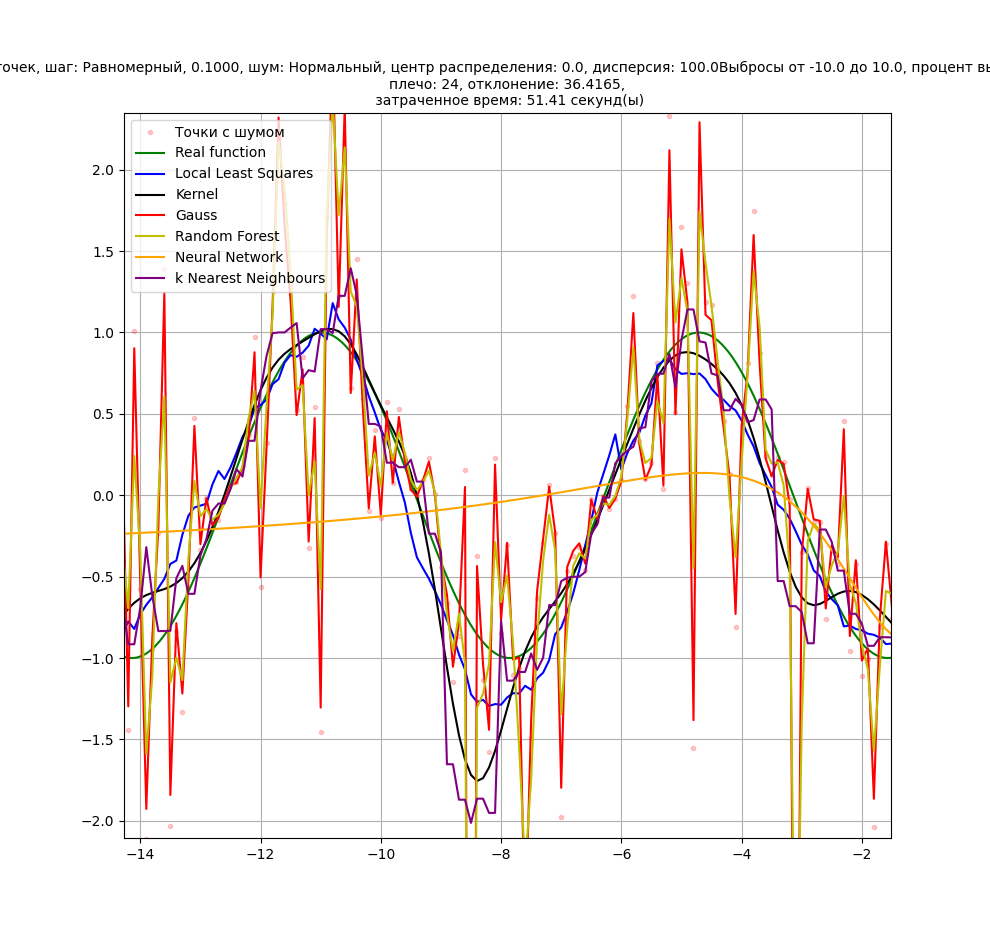 точек, шаг: Равномерный, 0.1000, шум: Нормальный, центр распределения: 0.0, дисперсия: 100.0Выбросы от -10.0 до 10.0, процент
плечо: 24, отклонение: 36.4165,
затраченное время: 51.41 секунд(ы)
Точки с шумом
Real function
Local Least Squares
Kernel
Gauss
Random Forest
Neural Network
k Nearest Neighbours
2.0
1.5
1.0
0.5
0.0
−0.5
−1.0
−1.5
−2.0
−14
−12
−10
−8
−6
−4
−2